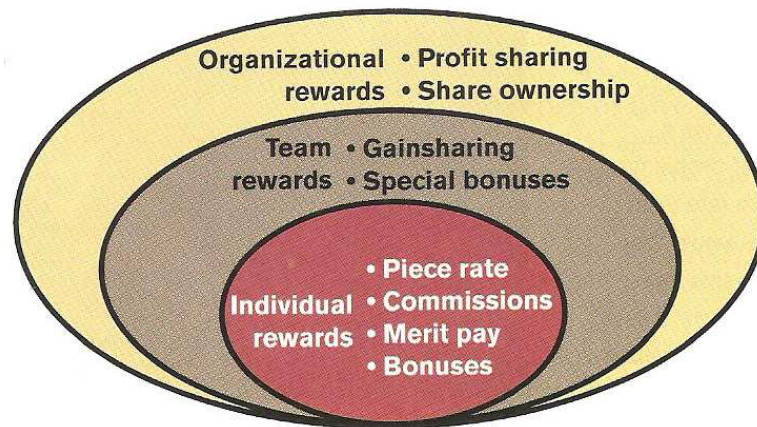 Organizational • Profit sharing
rewards • Share ownership
Team • Gainsharing
rewards • Special bonuses
• Piece rate
Individual • Commissions
rewards • Merit pay
• Bonuses